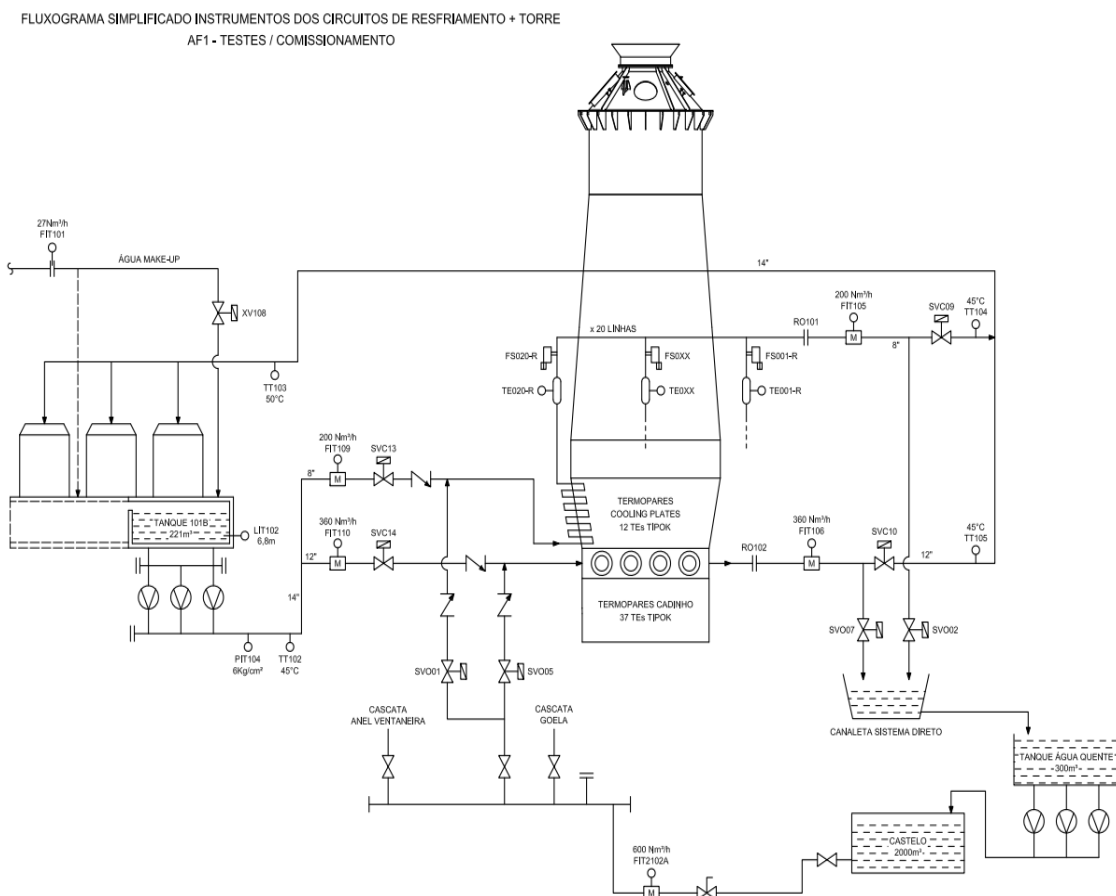 FLUXOGRAMA SIMPLIFICADO INSTRUMENTOS DOS CIRCUITOS DE RESFRIAMENTO + TORRE
AF1 - TESTES / COMISSIONAMENTO
27Nm³/h
FIT101
ÁGUA MAKE-UP
XV108
14"
200 Nm³/h
FIT105
SVC09
45°C
TT104
RO101
M
8"
x 20 LINHAS
FS020-R
FS0XX
FS001-R
TE020-R
TE0XX
TE001-R
TT103
50°C
200 Nm³/h
FIT109
SVC13
8"
M
TERMOPARES
COOLING PLATES
12 TEs TIPOK
TANQUE 101B
221m³
LIT102
6,8m
360 Nm³/h
FIT110
SVC14
12"
M
360 Nm³/h
FIT106
SVC10
45°C
TT105
RO102
M
12"
14"
TERMOPARES CADINHO
37 TEs TIPOK
PIT104
6Kg/cm²
TT102
45°C
SVO01
SVO05
SVO07
SVO02
CASCATA
ANEL VENTANEIRA
CASCATA
GOELA
CANALETA SISTEMA DIRETO
TANQUE ÁGUA QUENTE
300m³
CASTELO
2000m³
600 Nm³/h
FIT2102A
M